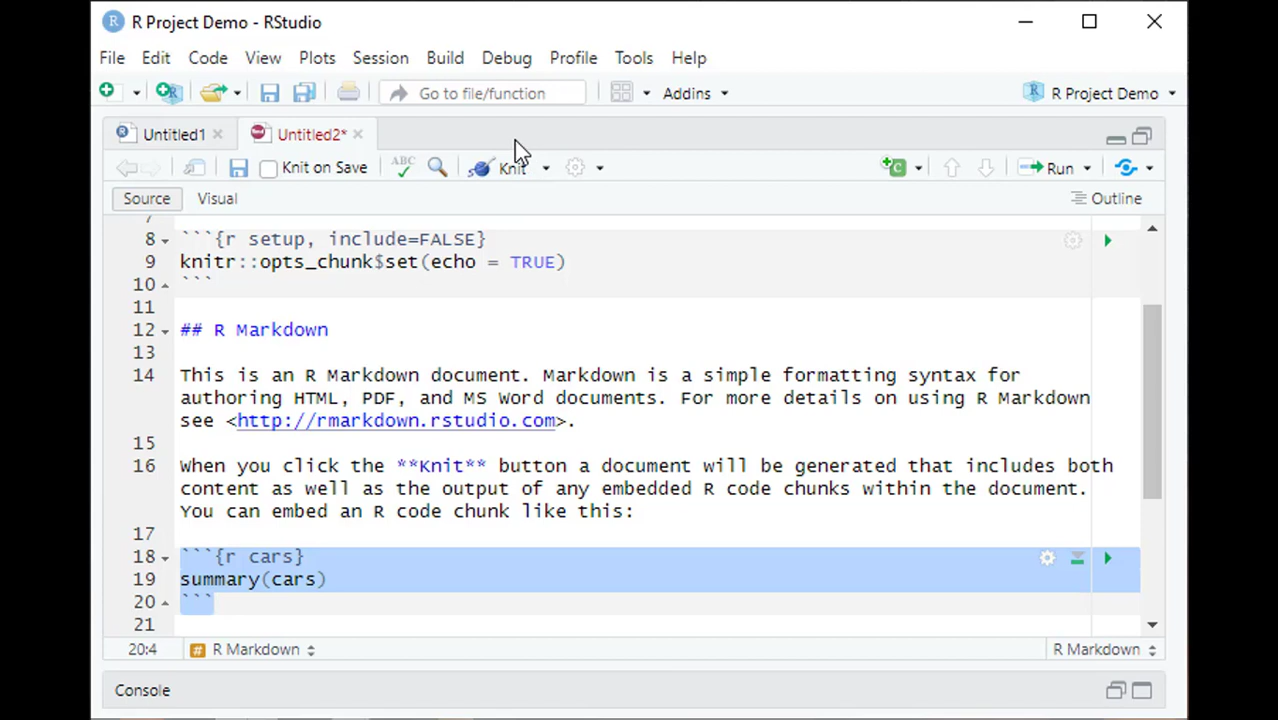 R Project Demo - RStudio
File Edit Code View Plots Session Build Debug Profile Tools Help
Go to file/function Addins R Project Demo
Untitled1 Untitled2*
Knit on Save ABC Knit Run
Source Visual Outline
7
8 ```{r setup, include=FALSE}
9 knitr::opts_chunk$set(echo = TRUE)
10 ```
11
12 ## R Markdown
13
14 This is an R Markdown document. Markdown is a simple formatting syntax for
authoring HTML, PDF, and MS Word documents. For more details on using R Markdown
see <http://rmarkdown.rstudio.com>.
15
16 When you click the **Knit** button a document will be generated that includes both
content as well as the output of any embedded R code chunks within the document.
You can embed an R code chunk like this:
17
18 ```{r cars}
19 summary(cars)
20 ```
21
20:4 # R Markdown R Markdown
Console